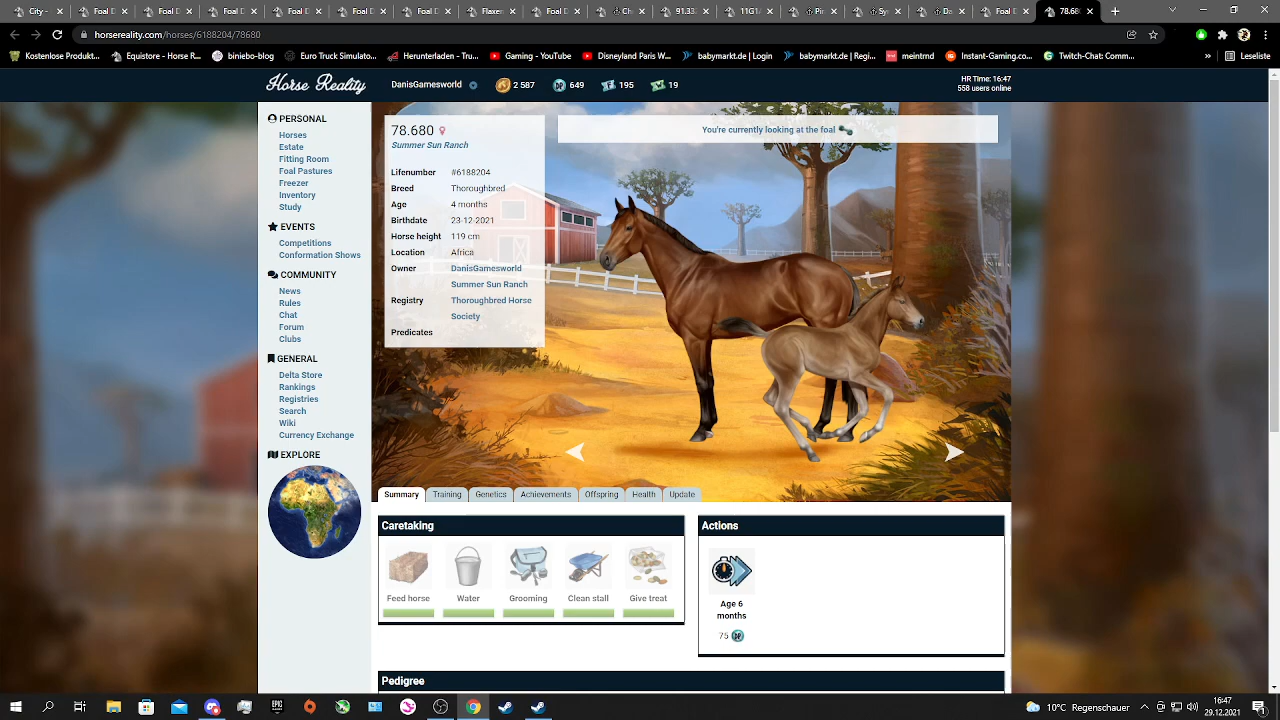 horsereality.com/horses/6188204/78680
Kostenlose Produkt...
Equistore - Horse R...
biniebo-blog
Euro Truck Simulato...
Herunterladen - Tru...
Gaming - YouTube
Disneyland Paris W...
babymarkt.de | Login
babymarkt.de | Regi...
meintrnd
Instant-Gaming.co...
Twitch-Chat: Comm...
»
Leseliste
Horse Reality
DanisGamesworld
2 587
649
195
19
HR Time: 16:47
558 users online
PERSONAL
Horses
Estate
Fitting Room
Foal Pastures
Freezer
Inventory
Study
EVENTS
Competitions
Conformation Shows
COMMUNITY
News
Rules
Chat
Forum
Clubs
GENERAL
Delta Store
Rankings
Registries
Search
Wiki
Currency Exchange
EXPLORE
78.680 ♀
Summer Sun Ranch
Lifenumber #6188204
Breed Thoroughbred
Age 4 months
Birthdate 23-12-2021
Horse height 119 cm
Location Africa
Owner DanisGamesworld
Summer Sun Ranch
Registry Thoroughbred Horse
Society
Predicates
You're currently looking at the foal
Summary Training Genetics Achievements Offspring Health Update
Caretaking
Feed horse Water Grooming Clean stall Give treat
Actions
Age 6
months
75
Pedigree
EPIC
10°C Regenschauer
16:47
29.12.2021